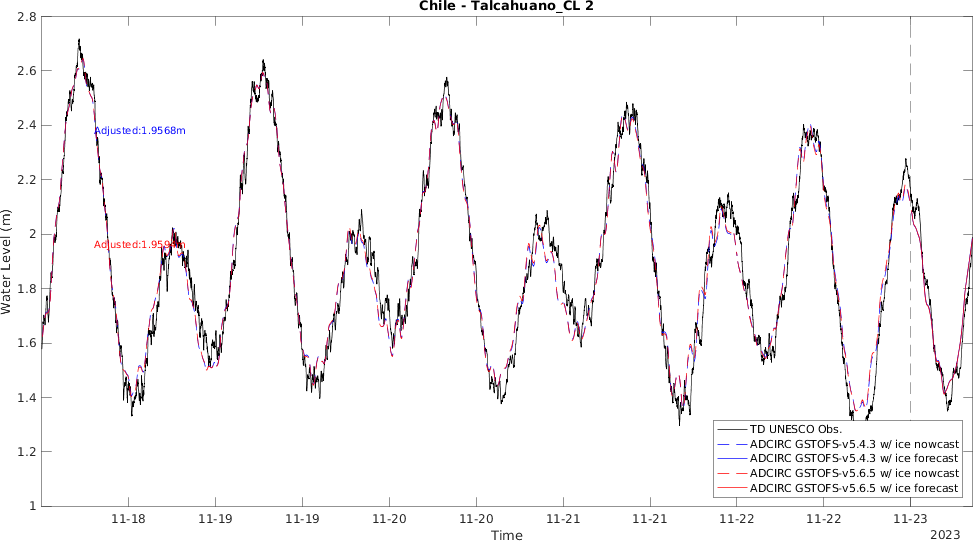 Chile - Talcahuano_CL 2
2.8
2.6
2.4
2.2
2
1.8
1.6
1.4
1.2
1
Water Level (m)
Adjusted:1.9568m
TD UNESCO Obs.
ADCIRC GSTOFS-v5.4.3 w/ ice nowcast
ADCIRC GSTOFS-v5.4.3 w/ ice forecast
ADCIRC GSTOFS-v5.6.5 w/ ice nowcast
ADCIRC GSTOFS-v5.6.5 w/ ice forecast
11-18
11-19
11-19
11-20
11-20
11-21
11-21
11-22
11-22
11-23
Time
2023